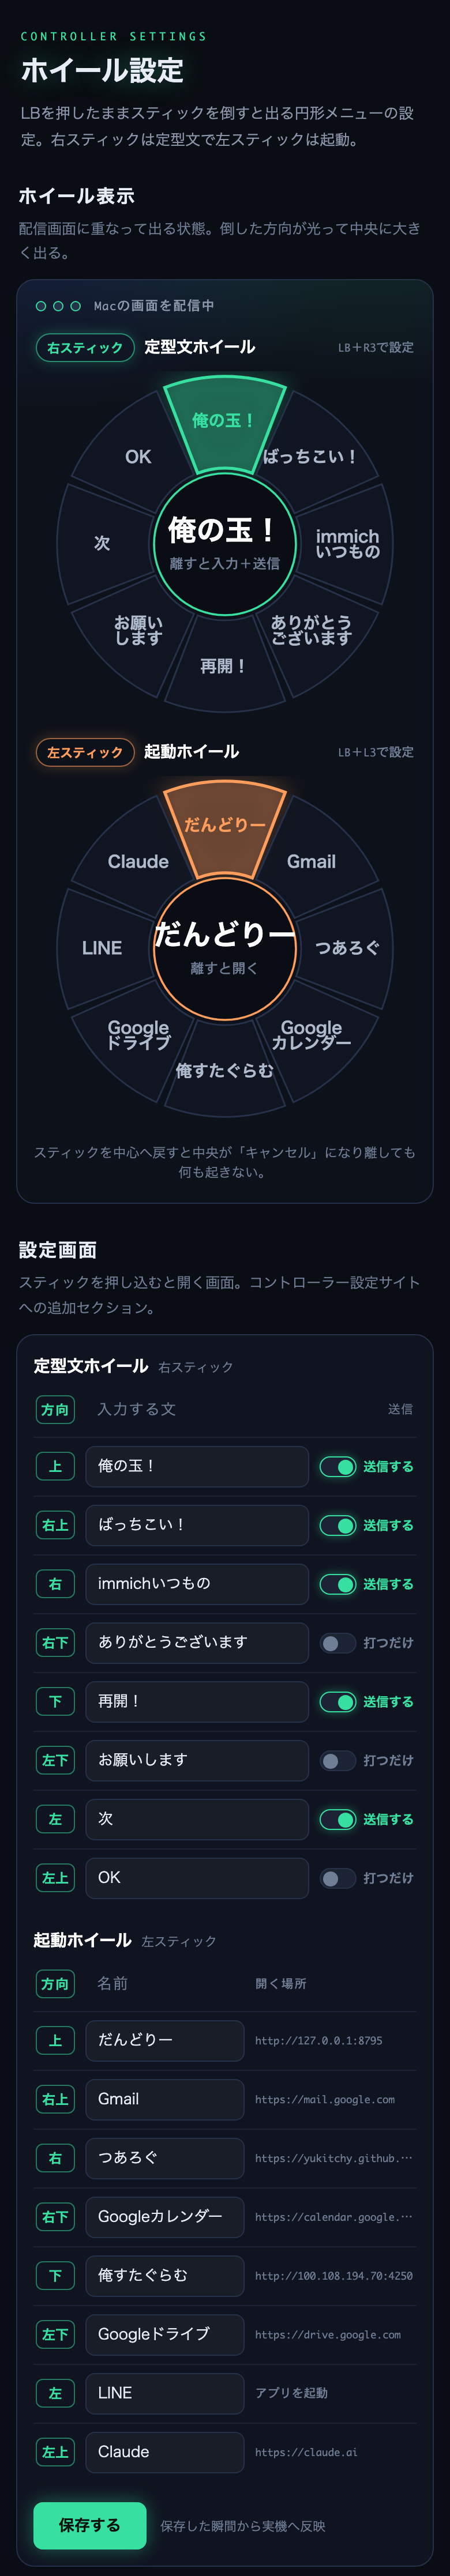 CONTROLLER SETTINGS
ホイール設定
LBを押したままスティックを倒すと出る円形メニューの設
定。右スティックは定型文で左スティックは起動。
ホイール表示
配信画面に重なって出る状態。倒した方向が光って中央に大き
く出る。
Macの画面を配信中
右スティック 定型文ホイール LB+R3で設定
俺の玉！
OK
ばっちこい！
次
俺の玉！
離すと入力＋送信
immich
いつもの
お願い
します
ありがとう
ございます
再開！
左スティック 起動ホイール LB+L3で設定
だんどりー
Claude
Gmail
LINE
だんどりー
離すと開く
つあろぐ
Google
ドライブ
Google
カレンダー
俺すたぐらむ
スティックを中心へ戻すと中央が「キャンセル」になり離しても
何も起きない。
設定画面
スティックを押し込むと開く画面。コントローラー設定サイト
への追加セクション。
定型文ホイール 右スティック
方向 入力する文 送信
上 俺の玉！ 送信する
右上 ばっちこい！ 送信する
右 immichいつもの 送信する
右下 ありがとうございます 打つだけ
下 再開！ 送信する
左下 お願いします 打つだけ
左 次 送信する
左上 OK 打つだけ
起動ホイール 左スティック
方向 名前 開く場所
上 だんどりー http://127.0.0.1:8795
右上 Gmail https://mail.google.com
右 つあろぐ https://yukitchy.github.…
右下 Googleカレンダー https://calendar.google.…
下 俺すたぐらむ http://100.108.194.70:4250
左下 Googleドライブ https://drive.google.com
左 LINE アプリを起動
左上 Claude https://claude.ai
保存する 保存した瞬間から実機へ反映